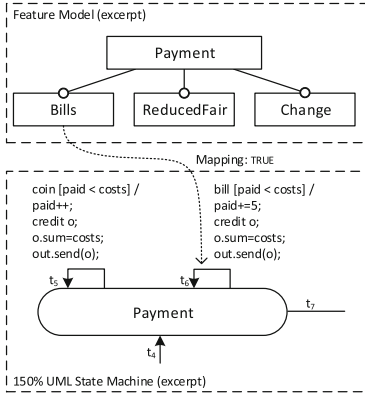 Feature Model (excerpt)
Payment
Bills
ReducedFair
Change
Mapping: TRUE
coin [paid < costs] /
paid++;
credit o;
o.sum=costs;
out.send(o);
bill [paid < costs] /
paid+=5;
credit o;
o.sum=costs;
out.send(o);
t5
t6
Payment
t7
t4
150% UML State Machine (excerpt)